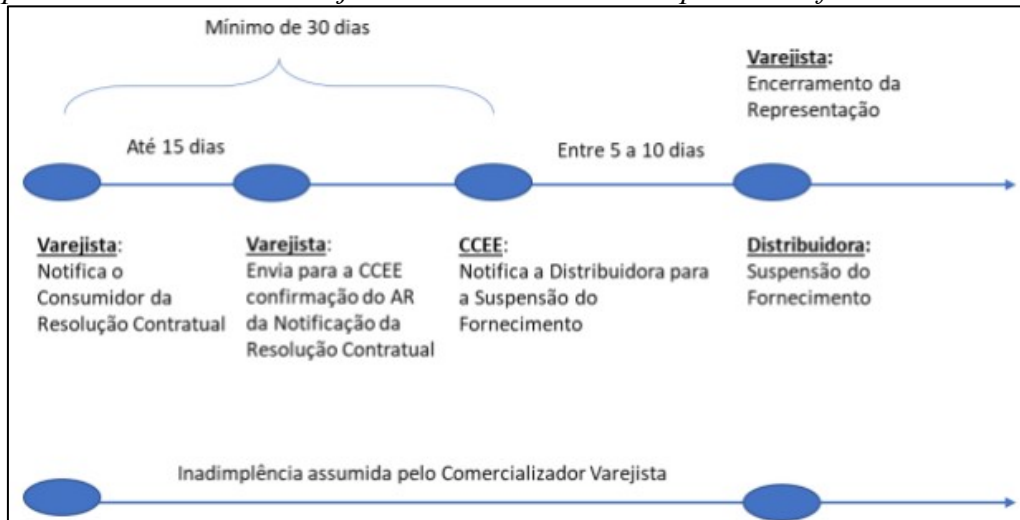 Mínimo de 30 dias
Varejista:
Encerramento da
Representação
Até 15 dias
Entre 5 a 10 dias
Varejista:
Notifica o
Consumidor da
Resolução Contratual
Varejista:
Envia para a CCEE
confirmação do AR
da Notificação da
Resolução Contratual
CCEE:
Notifica a Distribuidora para
a Suspensão do
Fornecimento
Distribuidora:
Suspensão do
Fornecimento
Inadimplência assumida pelo Comercializador Varejista